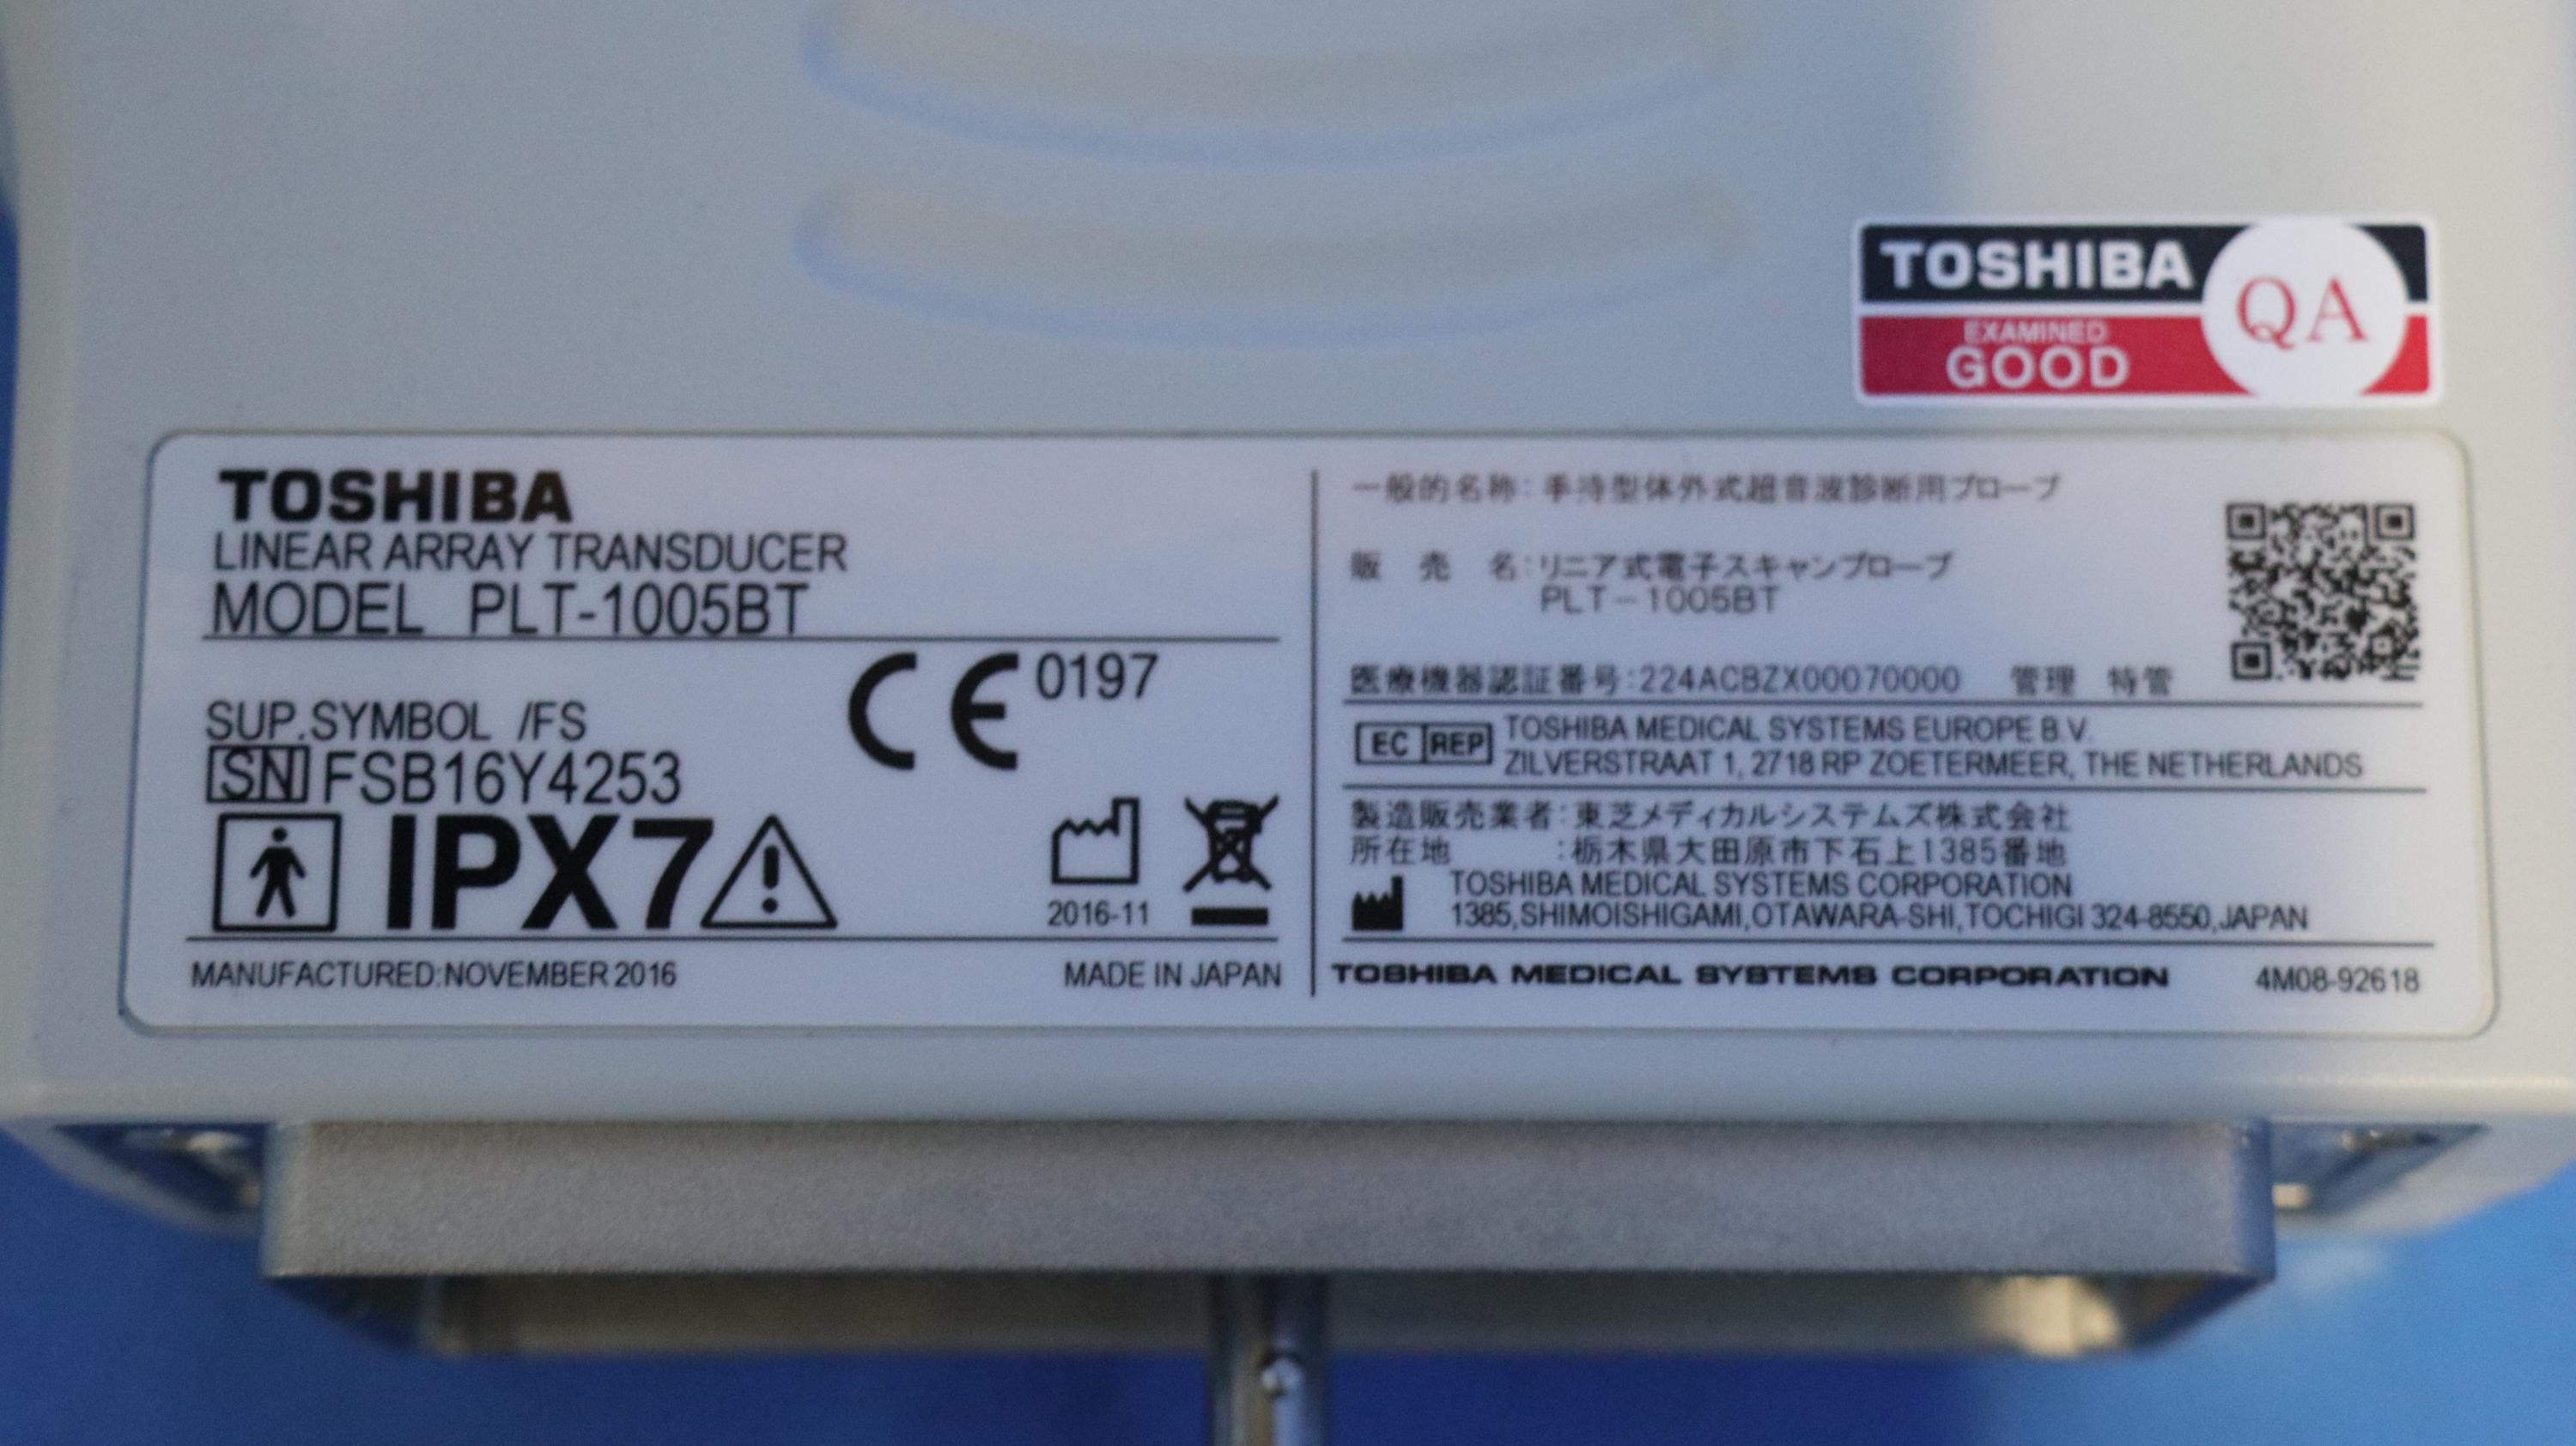 TOSHIBA
EXAMINED
GOOD
QA
TOSHIBA
LINEAR ARRAY TRANSDUCER
MODEL PLT-1005BT
CE 0197
SUP.SYMBOL /FS
SN FSB16Y4253
IPX7
2016-11
MANUFACTURED:NOVEMBER 2016
MADE IN JAPAN
一般的名称:手持型体外式超音波診断用プローブ
販 売 名:リニア式電子スキャンプローブ
PLT-1005BT
医療機器認証番号:224ACBZX00070000 管理 特管
EC REP TOSHIBA MEDICAL SYSTEMS EUROPE B.V.
ZILVERSTRAAT 1, 2718 RP ZOETERMEER, THE NETHERLANDS
製造販売業者:東芝メディカルシステムズ株式会社
所在地 :栃木県大田原市下石上1385番地
TOSHIBA MEDICAL SYSTEMS CORPORATION
1385,SHIMOISHIGAMI,OTAWARA-SHI,TOCHIGI 324-8550,JAPAN
TOSHIBA MEDICAL SYSTEMS CORPORATION
4M08-92618